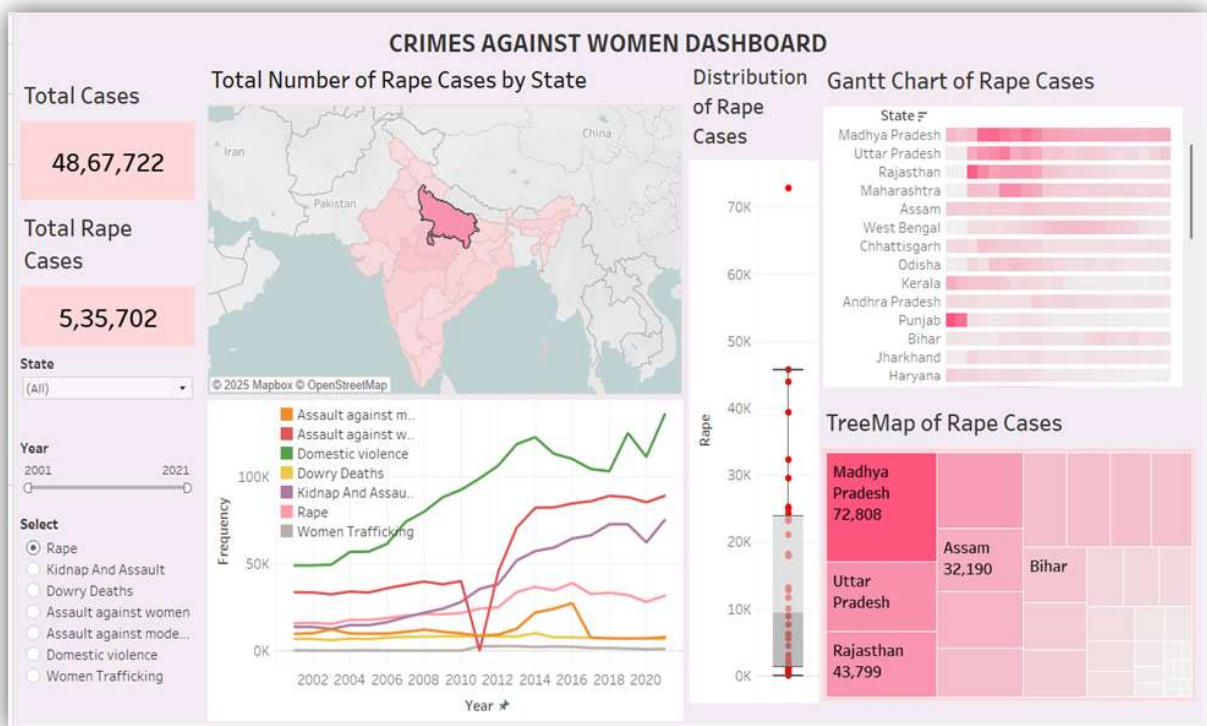 CRIMES AGAINST WOMEN DASHBOARD
Total Cases
48,67,722
Total Rape
Cases
5,35,702
State
(All)
Year
2001 2021
Select
Rape
Kidnap And Assault
Dowry Deaths
Assault against women
Assault against mode...
Domestic violence
Women Trafficking
Total Number of Rape Cases by State
Iran
China
Pakistan
© 2025 Mapbox © OpenStreetMap
Assault against m..
Assault against w..
Domestic violence
Dowry Deaths
Kidnap And Assau..
Rape
Women Trafficking
Frequency
100K
50K
0K
2002 2004 2006 2008 2010 2012 2014 2016 2018 2020
Year
Distribution
of Rape
Cases
Rape
70K
60K
50K
40K
30K
20K
10K
0K
Gantt Chart of Rape Cases
State
Madhya Pradesh
Uttar Pradesh
Rajasthan
Maharashtra
Assam
West Bengal
Chhattisgarh
Odisha
Kerala
Andhra Pradesh
Punjab
Bihar
Jharkhand
Haryana
TreeMap of Rape Cases
Madhya
Pradesh
72,808
Uttar
Pradesh
Rajasthan
43,799
Assam
32,190
Bihar